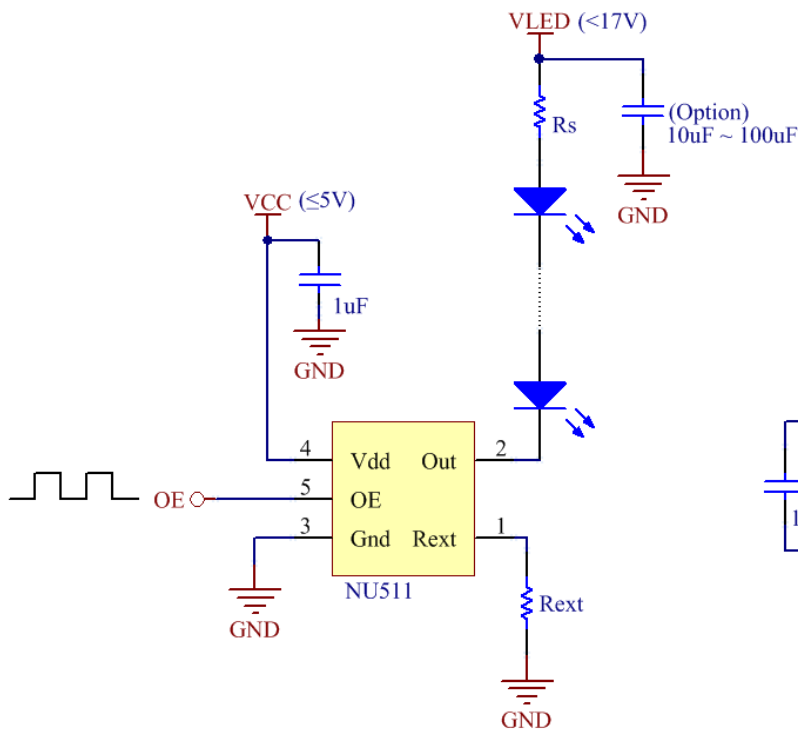 VLED (<17V)
(Option)
10uF ~ 100uF
Rs
GND
VCC (≤5V)
1uF
GND
4 Vdd Out 2
OE 5 OE
3 Gnd Rext 1
NU511
GND
Rext
GND